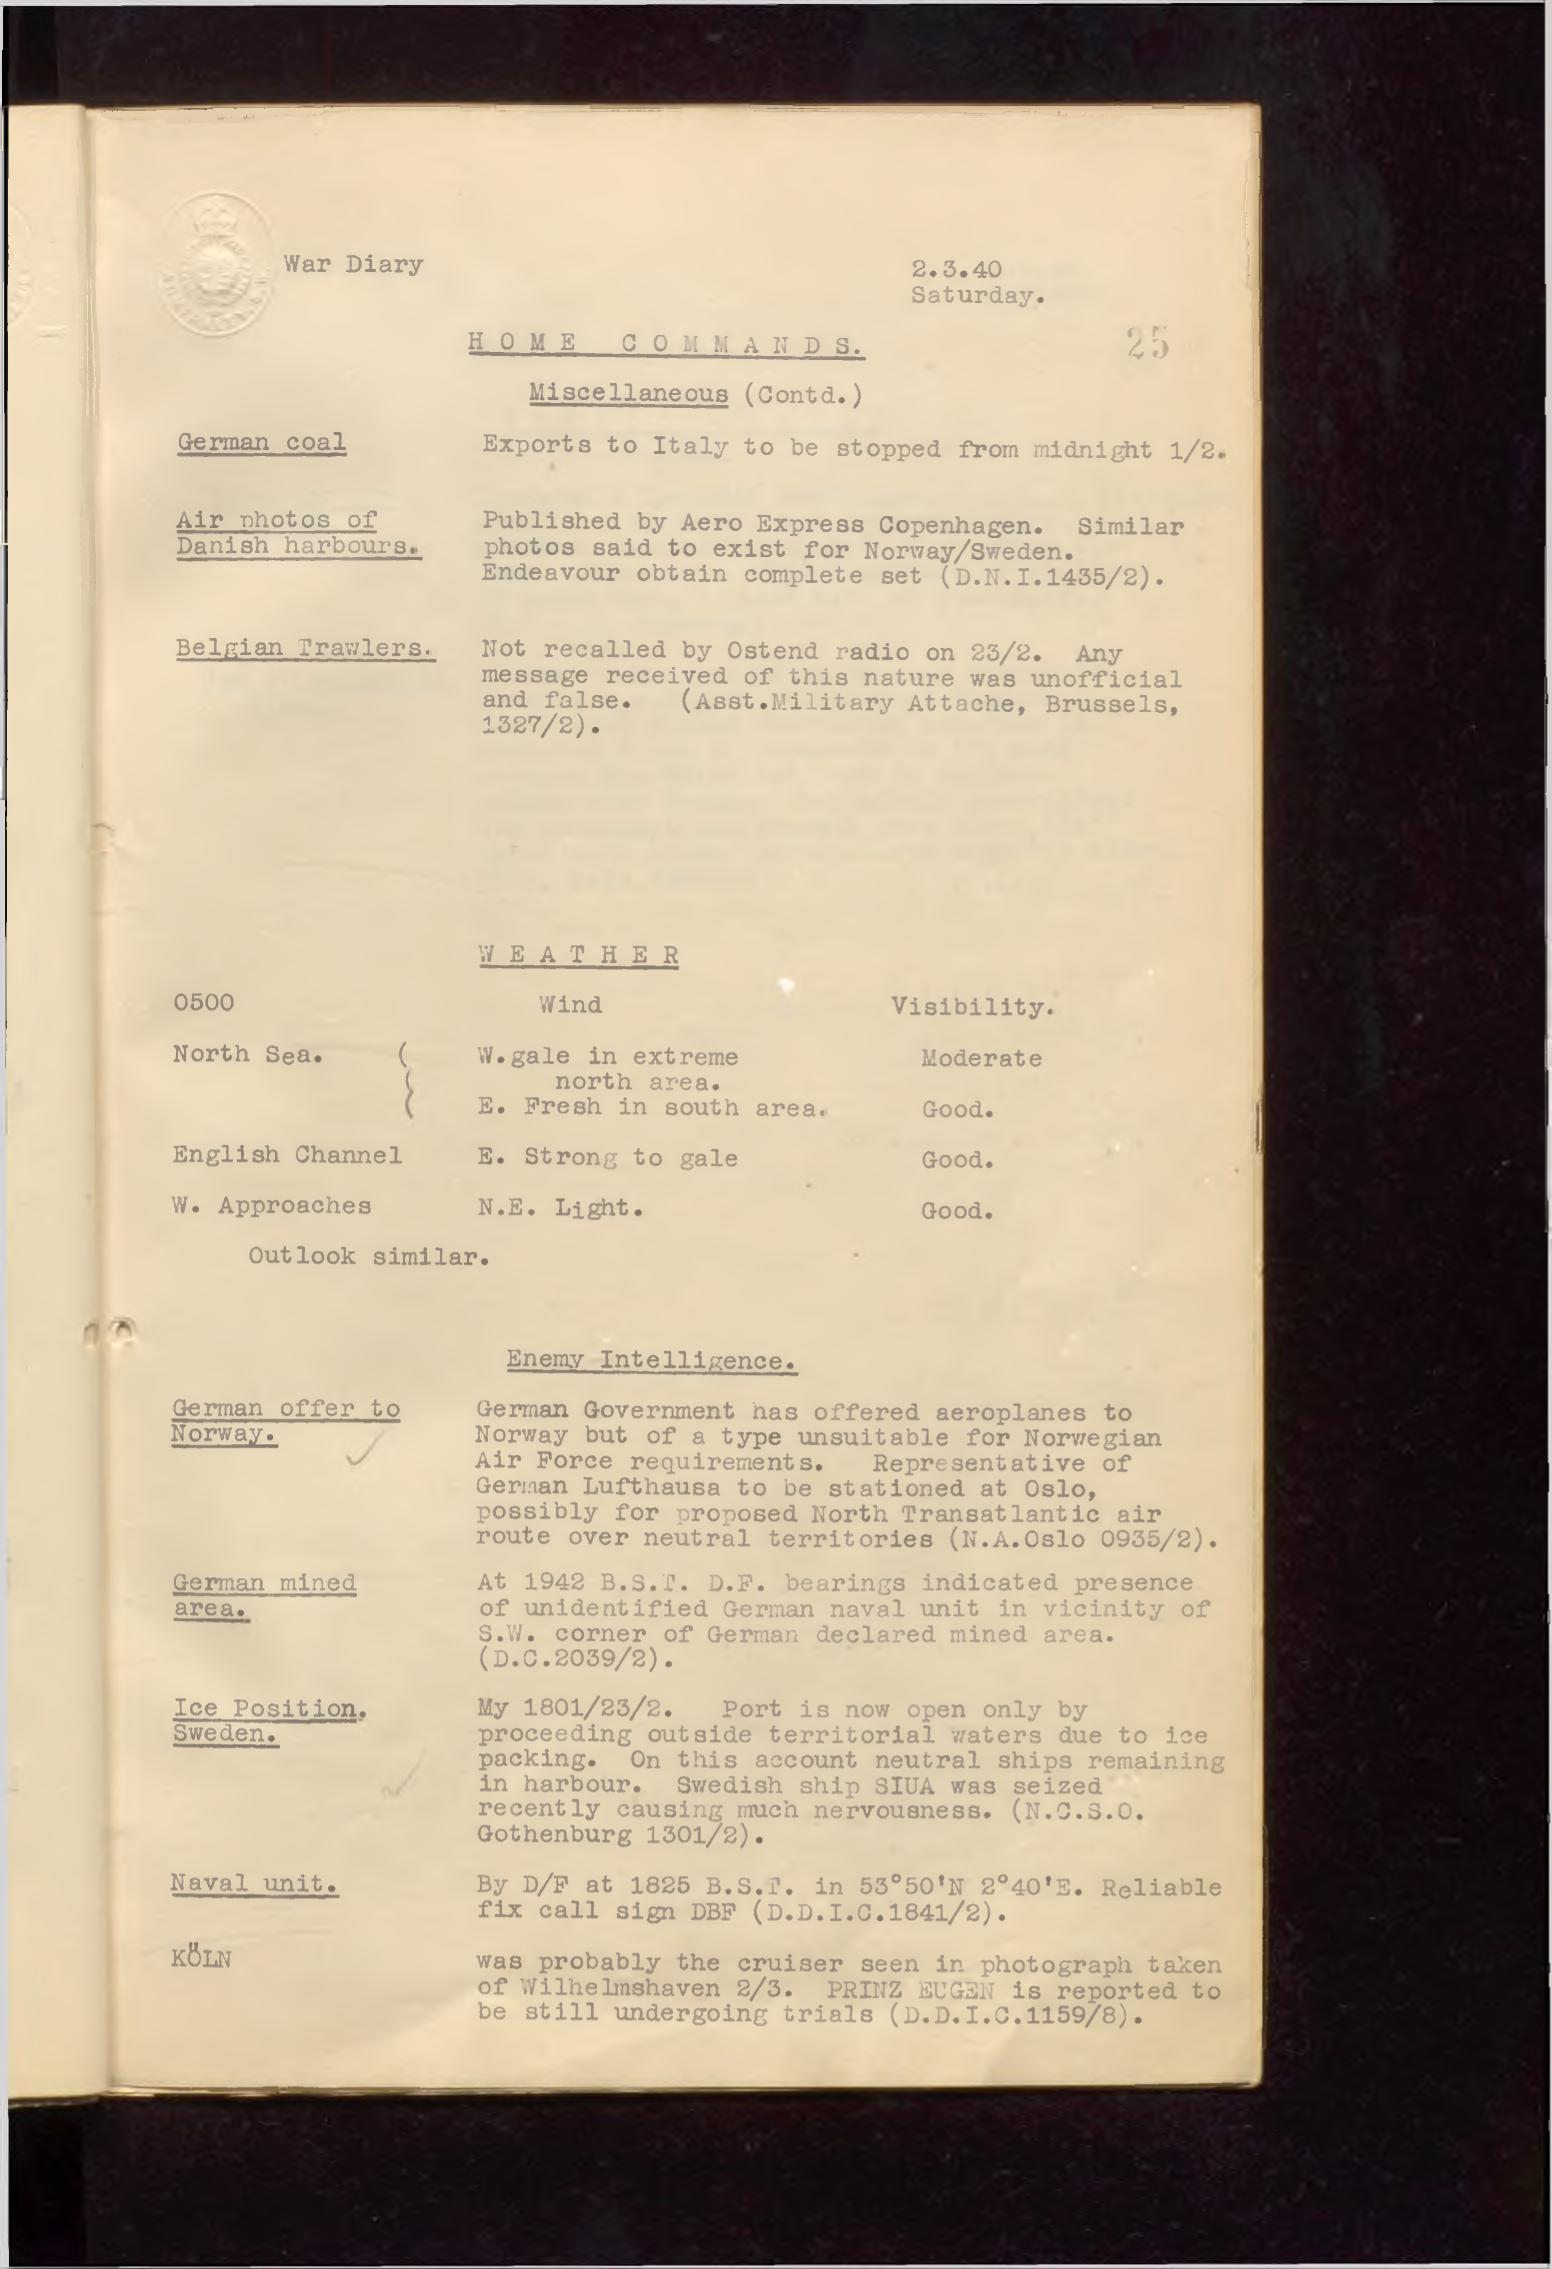 War Diary
2.3.40
Saturday.
HOME COMMANDS.
25
Miscellaneous (Contd.)
German coal
Exports to Italy to be stopped from midnight 1/2.
Air photos of
Danish harbours.
Published by Aero Express Copenhagen. Similar
photos said to exist for Norway/Sweden.
Endeavour obtain complete set (D.N.I.1435/2).
Belgian Trawlers.
Not recalled by Ostend radio on 23/2. Any
message received of this nature was unofficial
and false. (Asst.Military Attache, Brussels,
1327/2).
WEATHER
0500 Wind Visibility.
North Sea. ( W.gale in extreme Moderate
north area.
( E. Fresh in south area. Good.
English Channel E. Strong to gale Good.
W. Approaches N.E. Light. Good.
Outlook similar.
Enemy Intelligence.
German offer to
Norway.
German Government has offered aeroplanes to
Norway but of a type unsuitable for Norwegian
Air Force requirements. Representative of
German Lufthausa to be stationed at Oslo,
possibly for proposed North Transatlantic air
route over neutral territories (N.A.Oslo 0935/2).
German mined
area.
At 1942 B.S.T. D.F. bearings indicated presence
of unidentified German naval unit in vicinity of
S.W. corner of German declared mined area.
(D.C.2039/2).
Ice Position.
Sweden.
My 1801/23/2. Port is now open only by
proceeding outside territorial waters due to ice
packing. On this account neutral ships remaining
in harbour. Swedish ship SIUA was seized
recently causing much nervousness. (N.C.S.O.
Gothenburg 1301/2).
Naval unit.
By D/F at 1825 B.S.T. in 53°50'N 2°40'E. Reliable
fix call sign DBF (D.D.I.C.1841/2).
KÖLN
was probably the cruiser seen in photograph taken
of Wilhelmshaven 2/3. PRINZ EUGEN is reported to
be still undergoing trials (D.D.I.C.1159/8).